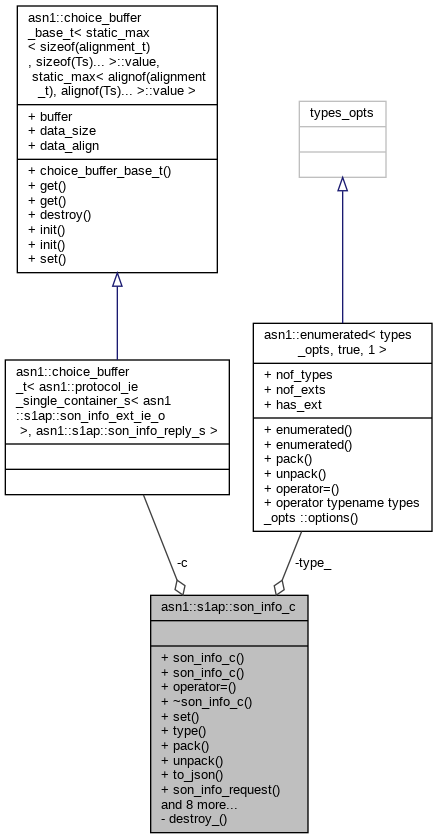 asn1::choice_buffer
_base_t< static_max
< sizeof(alignment_t)
, sizeof(Ts)... >::value,
static_max< alignof(alignment
_t), alignof(Ts)... >::value >
+ buffer
+ data_size
+ data_align
+ choice_buffer_base_t()
+ get()
+ get()
+ destroy()
+ init()
+ init()
+ set()
types_opts
asn1::choice_buffer
_t< asn1::protocol_ie
_single_container_s< asn1
::s1ap::son_info_ext_ie_o
>, asn1::s1ap::son_info_reply_s >
asn1::enumerated< types
_opts, true, 1 >
+ nof_types
+ nof_exts
+ has_ext
+ enumerated()
+ enumerated()
+ pack()
+ unpack()
+ operator=()
+ operator typename types
_opts ::options()
-c
-type_
asn1::s1ap::son_info_c
+ son_info_c()
+ son_info_c()
+ operator=()
+ ~son_info_c()
+ set()
+ type()
+ pack()
+ unpack()
+ to_json()
+ son_info_request()
and 8 more...
- destroy_()